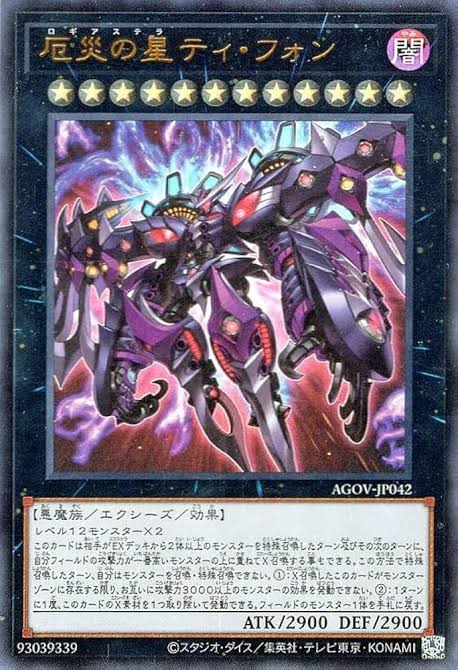 ロギアステラ
厄災の星ティ・フォン
やみ
闇
AGOV-JP042
【悪魔族／エクシーズ／効果】
レベル12モンスター×2
このカードは相手がEXデッキから2体以上のモンスターを特殊召喚したターン及びその次のターンに、
自分フィールドの攻撃力が一番高いモンスターの上に重ねてX召喚する事もできる。この方法で特殊
召喚したターン、自分はモンスターを召喚・特殊召喚できない。①：X召喚したこのカードがモンスター
ゾーンに存在する限り、お互いに攻撃力3000以上のモンスターの効果を発動できない。②：1ターン
に1度、このカードのX素材を1つ取り除いて発動できる。フィールドのモンスター1体を手札に戻す。
ATK/2900 DEF/2900
93039339
©スタジオ・ダイス／集英社・テレビ東京・KONAMI